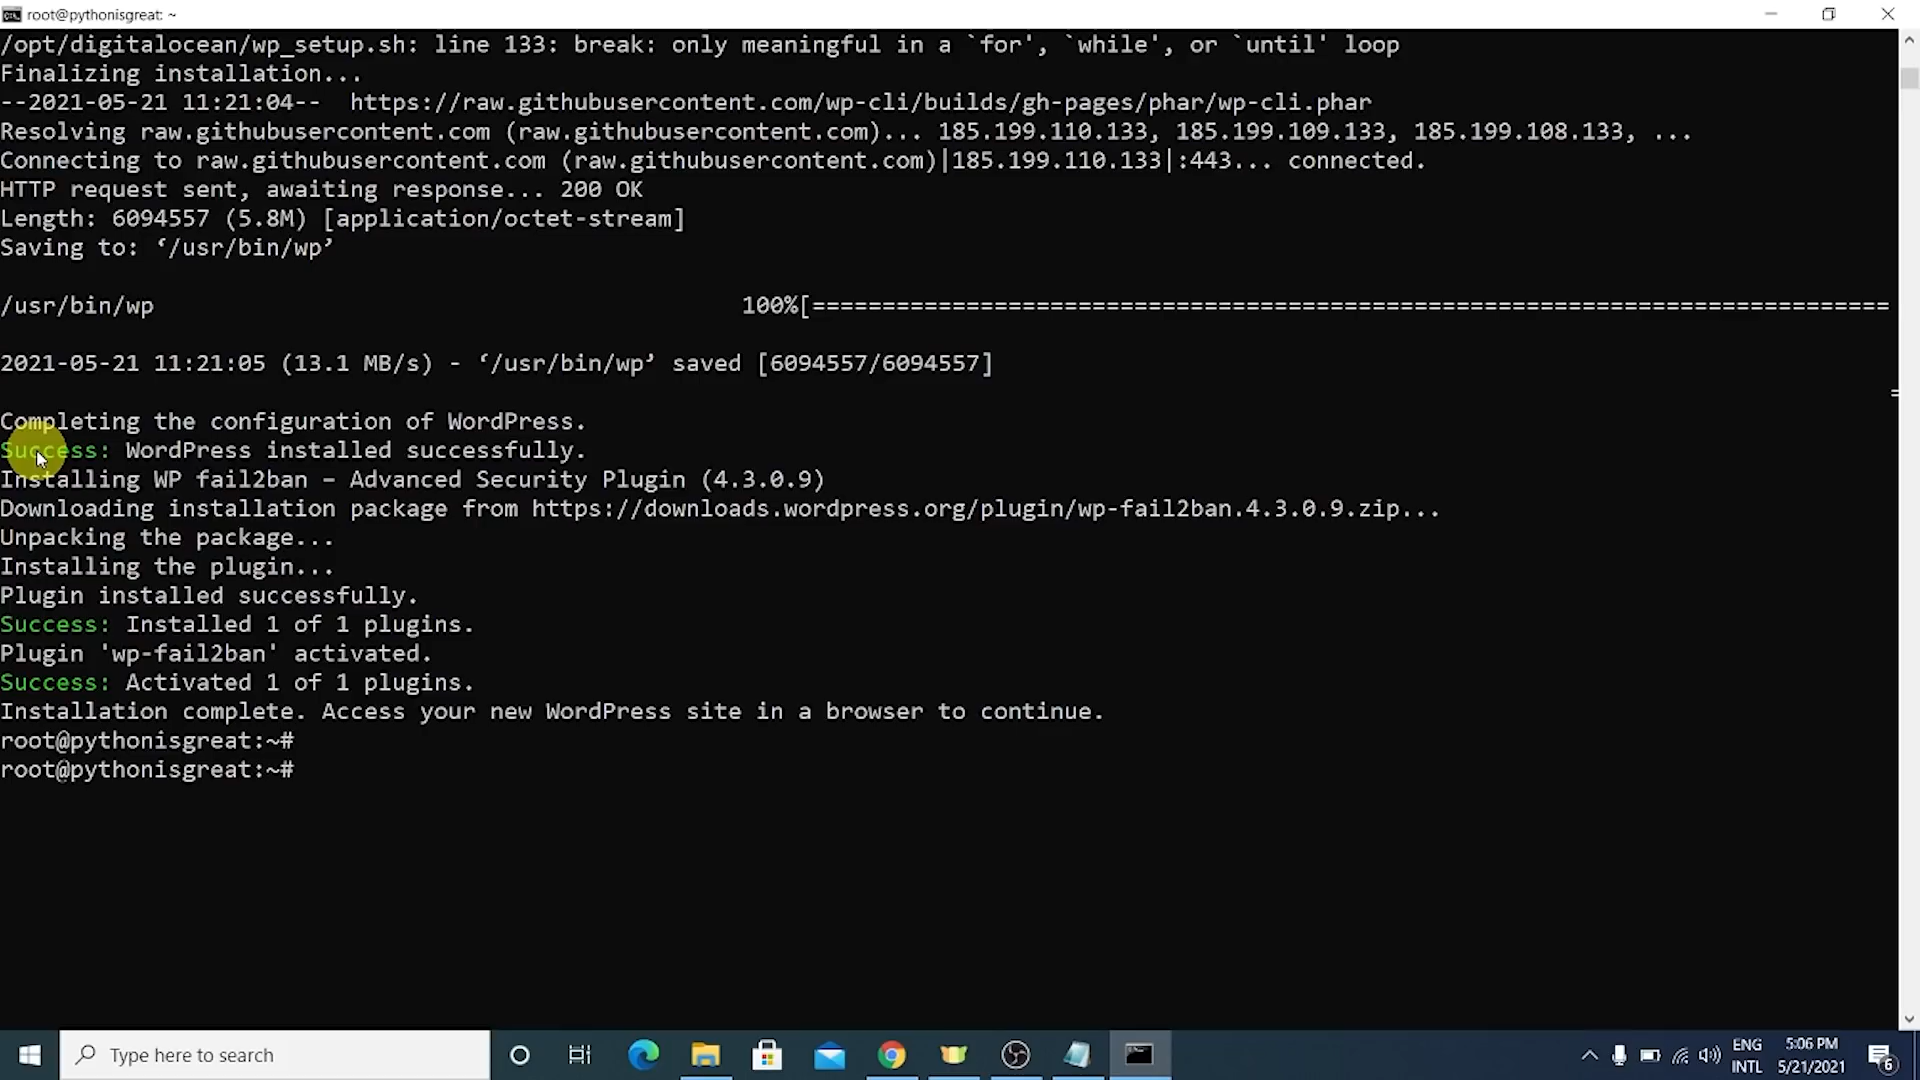 root@pythonisgreat: ~
/opt/digitalocean/wp_setup.sh: line 133: break: only meaningful in a `for', `while', or `until' loop
Finalizing installation...
--2021-05-21 11:21:04--  https://raw.githubusercontent.com/wp-cli/builds/gh-pages/phar/wp-cli.phar
Resolving raw.githubusercontent.com (raw.githubusercontent.com)... 185.199.110.133, 185.199.109.133, 185.199.108.133, ...
Connecting to raw.githubusercontent.com (raw.githubusercontent.com)|185.199.110.133|:443... connected.
HTTP request sent, awaiting response... 200 OK
Length: 6094557 (5.8M) [application/octet-stream]
Saving to: ‘/usr/bin/wp’
/usr/bin/wp 100%[=============================================================================
=
2021-05-21 11:21:05 (13.1 MB/s) - ‘/usr/bin/wp’ saved [6094557/6094557]
Completing the configuration of WordPress.
Success: WordPress installed successfully.
Installing WP fail2ban – Advanced Security Plugin (4.3.0.9)
Downloading installation package from https://downloads.wordpress.org/plugin/wp-fail2ban.4.3.0.9.zip...
Unpacking the package...
Installing the plugin...
Plugin installed successfully.
Success: Installed 1 of 1 plugins.
Plugin 'wp-fail2ban' activated.
Success: Activated 1 of 1 plugins.
Installation complete. Access your new WordPress site in a browser to continue.
root@pythonisgreat:~#
root@pythonisgreat:~#
Type here to search
ENG
INTL
5:06 PM
5/21/2021
6